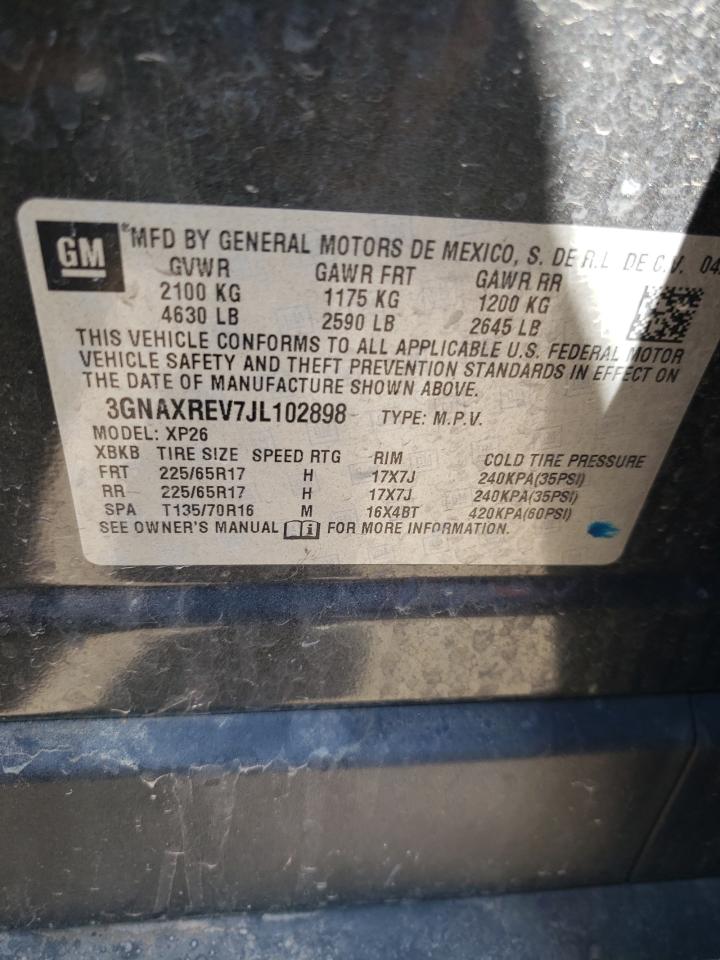 GM
*MFD BY GENERAL MOTORS DE MEXICO, S. DE R.L. DE C.V. 04
GVWR GAWR FRT GAWR RR
2100 KG 1175 KG 1200 KG
4630 LB 2590 LB 2645 LB
THIS VEHICLE CONFORMS TO ALL APPLICABLE U.S. FEDERAL MOTOR
VEHICLE SAFETY AND THEFT PREVENTION STANDARDS IN EFFECT ON
THE DATE OF MANUFACTURE SHOWN ABOVE.
3GNAXREV7JL102898 TYPE: M.P.V.
MODEL: XP26
XBKB TIRE SIZE SPEED RTG RIM COLD TIRE PRESSURE
FRT 225/65R17 H 17X7J 240KPA(35PSI)
RR 225/65R17 H 17X7J 240KPA(35PSI)
SPA T135/70R16 M 16X4BT 420KPA(60PSI)
SEE OWNER'S MANUAL FOR MORE INFORMATION.